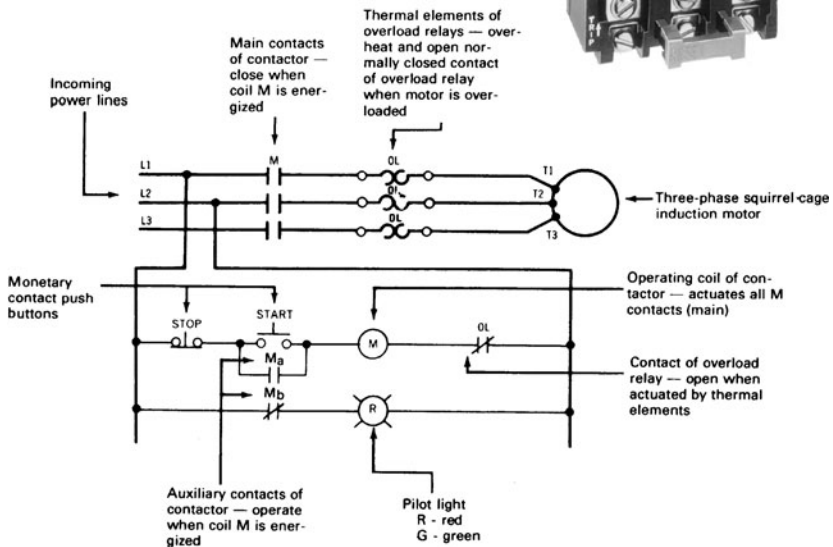 TRIP
Thermal elements of
overload relays — over-
heat and open nor-
mally closed contact
of overload relay
when motor is over-
loaded
Main contacts
of contactor —
close when
coil M is ener-
gized
Incoming
power lines
L1
M
OL
T1
L2
OL
T2
Three-phase squirrel-cage
induction motor
L3
OL
T3
Monetary
contact push
buttons
Operating coil of con-
tactor — actuates all M
contacts (main)
STOP
START
M
OL
Ma
Contact of overload
relay — open when
actuated by thermal
elements
Mb
R
Auxiliary contacts of
contactor — operate
when coil M is ener-
gized
Pilot light
R - red
G - green